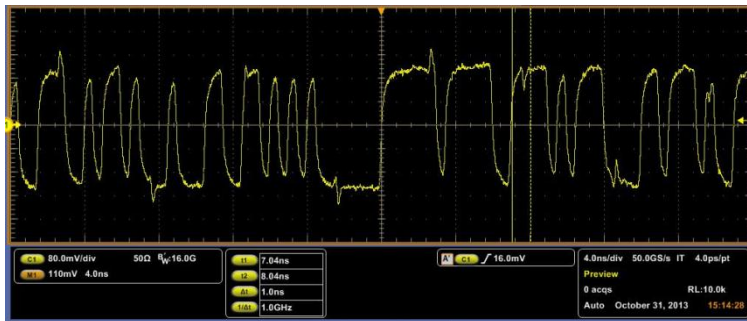 C1 80.0mV/div 50Ω BW:16.0G
M1 110mV 4.0ns
t1 7.04ns
t2 8.04ns
Δt 1.0ns
1/Δt 1.0GHz
A' C1 16.0mV
4.0ns/div 50.0GS/s IT 4.0ps/pt
Preview
0 acqs RL:10.0k
Auto October 31, 2013 15:14:28